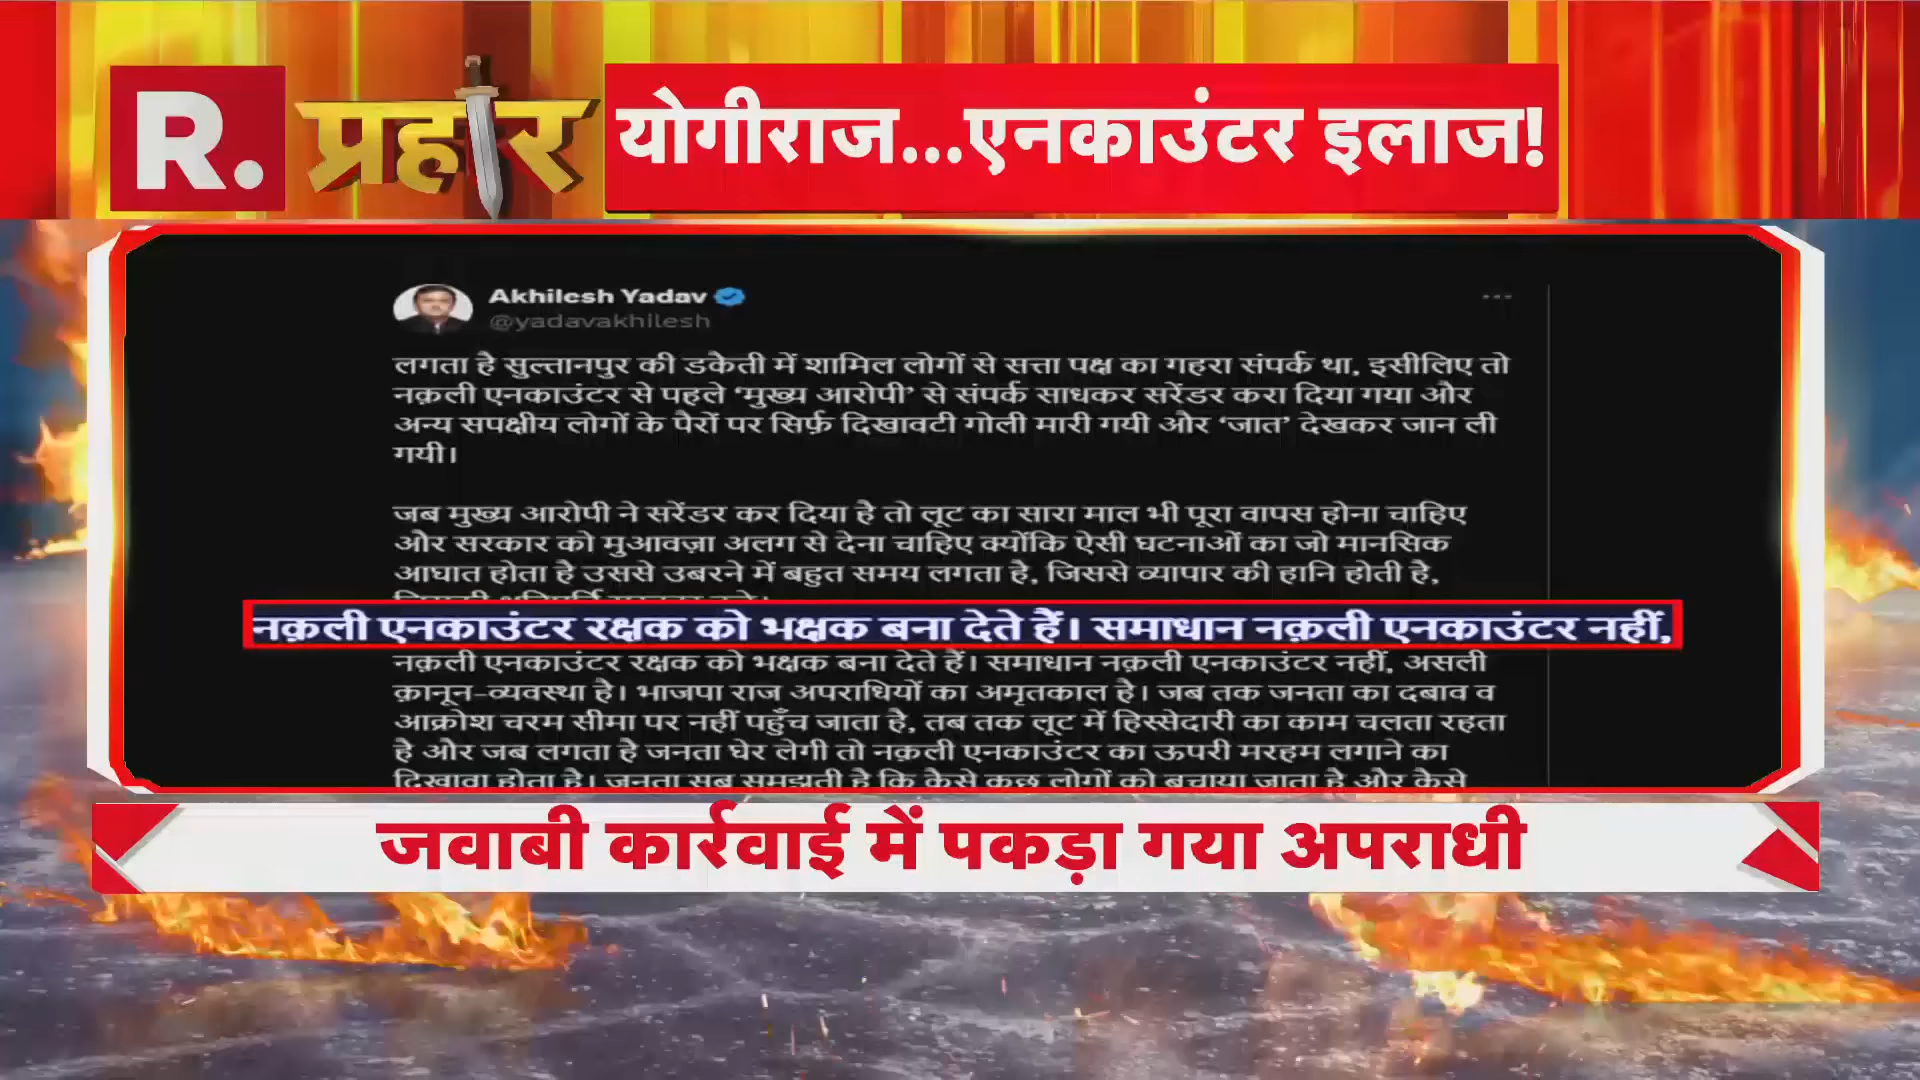 R. प्रहार
योगीराज...एनकाउंटर इलाज!
Akhilesh Yadav
@yadavakhilesh
लगता है सुल्तानपुर की डकैती में शामिल लोगों से सत्ता पक्ष का गहरा संपर्क था, इसीलिए तो
नक़ली एनकाउंटर से पहले ‘मुख्य आरोपी’ से संपर्क साधकर सरेंडर करा दिया गया और
अन्य सपक्षीय लोगों के पैरों पर सिर्फ़ दिखावटी गोली मारी गयी और ‘जात’ देखकर जान ली
गयी।
जब मुख्य आरोपी ने सरेंडर कर दिया है तो लूट का सारा माल भी पूरा वापस होना चाहिए
और सरकार को मुआवज़ा अलग से देना चाहिए क्योंकि ऐसी घटनाओं का जो मानसिक
आघात होता है उससे उबरने में बहुत समय लगता है, जिससे व्यापार की हानि होती है,
नक़ली एनकाउंटर रक्षक को भक्षक बना देते हैं। समाधान नक़ली एनकाउंटर नहीं,
नक़ली एनकाउंटर रक्षक को भक्षक बना देते हैं। समाधान नक़ली एनकाउंटर नहीं, असली
क़ानून-व्यवस्था है। भाजपा राज अपराधियों का अमृतकाल है। जब तक जनता का दबाव व
आक्रोश चरम सीमा पर नहीं पहुँच जाता है, तब तक लूट में हिस्सेदारी का काम चलता रहता
है और जब लगता है जनता घेर लेगी तो नक़ली एनकाउंटर का ऊपरी मरहम लगाने का
दिखावा होता है। जनता सब समझती है कि कैसे कुछ लोगों को बचाया जाता है और कैसे
जवाबी कार्रवाई में पकड़ा गया अपराधी